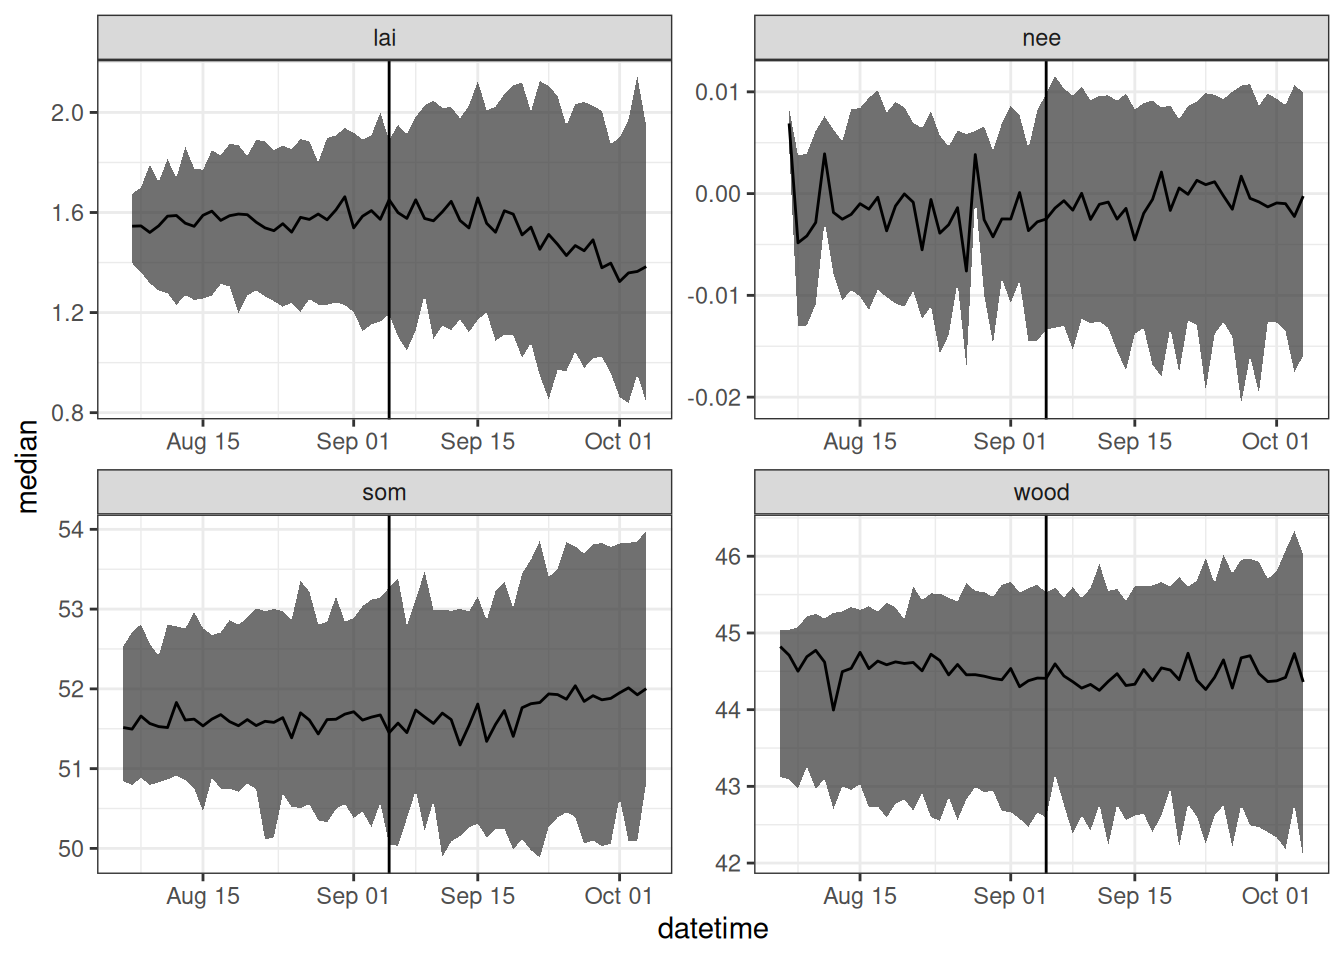 lai
nee
2.0
1.6
1.2
0.8
0.01
0.00
-0.01
-0.02
Aug 15 Sep 01 Sep 15 Oct 01
Aug 15 Sep 01 Sep 15 Oct 01
median
som
wood
54
53
52
51
50
46
45
44
43
42
Aug 15 Sep 01 Sep 15 Oct 01
Aug 15 Sep 01 Sep 15 Oct 01
datetime